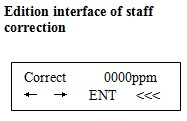 Edition interface of staff
correction
Correct 0000ppm
← → ENT <<<